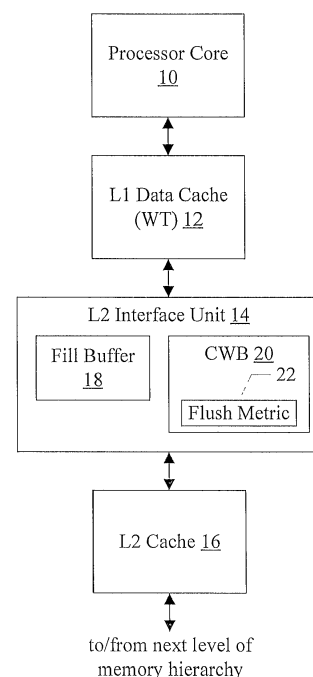 Processor Core
10
L1 Data Cache
(WT) 12
L2 Interface Unit 14
Fill Buffer
18
CWB 20
22
Flush Metric
L2 Cache 16
to/from next level of
memory hierarchy